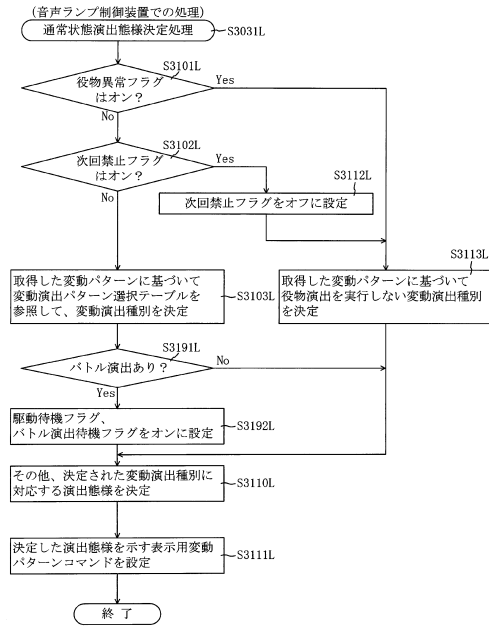 (音声ランプ制御装置での処理)
通常状態演出態様決定処理
S3031L
S3101L
役物異常フラグ
はオン?
Yes
No
S3102L
次回禁止フラグ
はオン?
Yes
No
S3112L
次回禁止フラグをオフに設定
S3113L
取得した変動パターンに基づいて
変動演出パターン選択テーブルを
参照して、変動演出種別を決定
S3103L
取得した変動パターンに基づいて
役物演出を実行しない変動演出種別
を決定
S3191L
バトル演出あり?
No
Yes
駆動待機フラグ、
バトル演出待機フラグをオンに設定
S3192L
その他、決定された変動演出種別に
対応する演出態様を決定
S3110L
決定した演出態様を示す表示用変動
パターンコマンドを設定
S3111L
終了